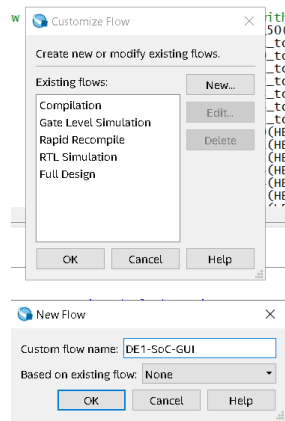 Customize Flow
Create new or modify existing flows.
Existing flows:
New...
Compilation
Edit...
Gate Level Simulation
Delete
Rapid Recompile
RTL Simulation
Full Design
OK
Cancel
Help
New Flow
Custom flow name: DE1-SoC-GUI
Based on existing flow: None
OK
Cancel
Help